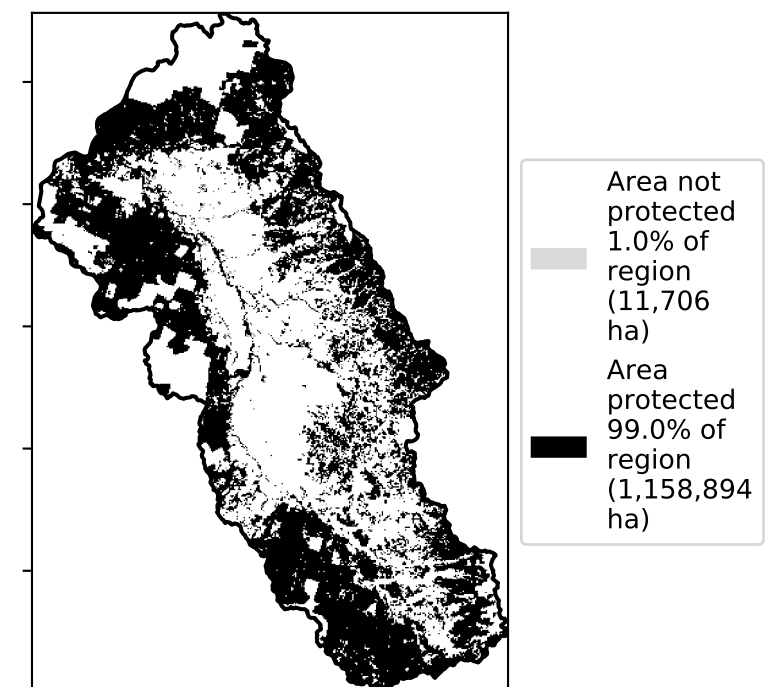 Area not
protected
1.0% of
region
(11,706
ha)
Area
protected
99.0% of
region
(1,158,894
ha)